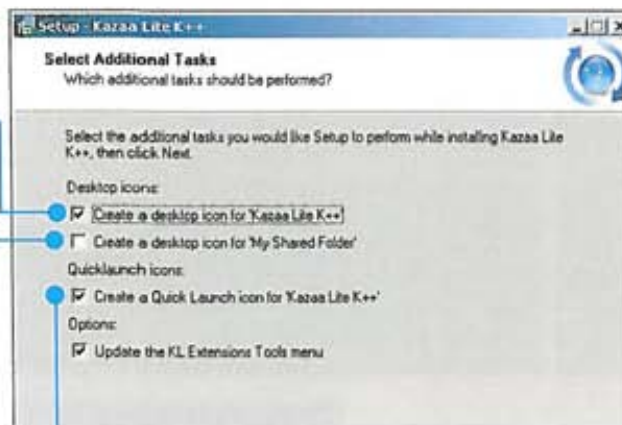 Setup - Kazaa Lite K++
Select Additional Tasks
Which additional tasks should be performed?
Select the additional tasks you would like Setup to perform while installing Kazaa Lite
K++, then click Next.
Desktop icons:
Create a desktop icon for 'Kazaa Lite K++'
Create a desktop icon for 'My Shared Folder'
Quicklaunch icons:
Create a Quick Launch icon for 'Kazaa Lite K++'
Options:
Update the KL Extensions Tools menu